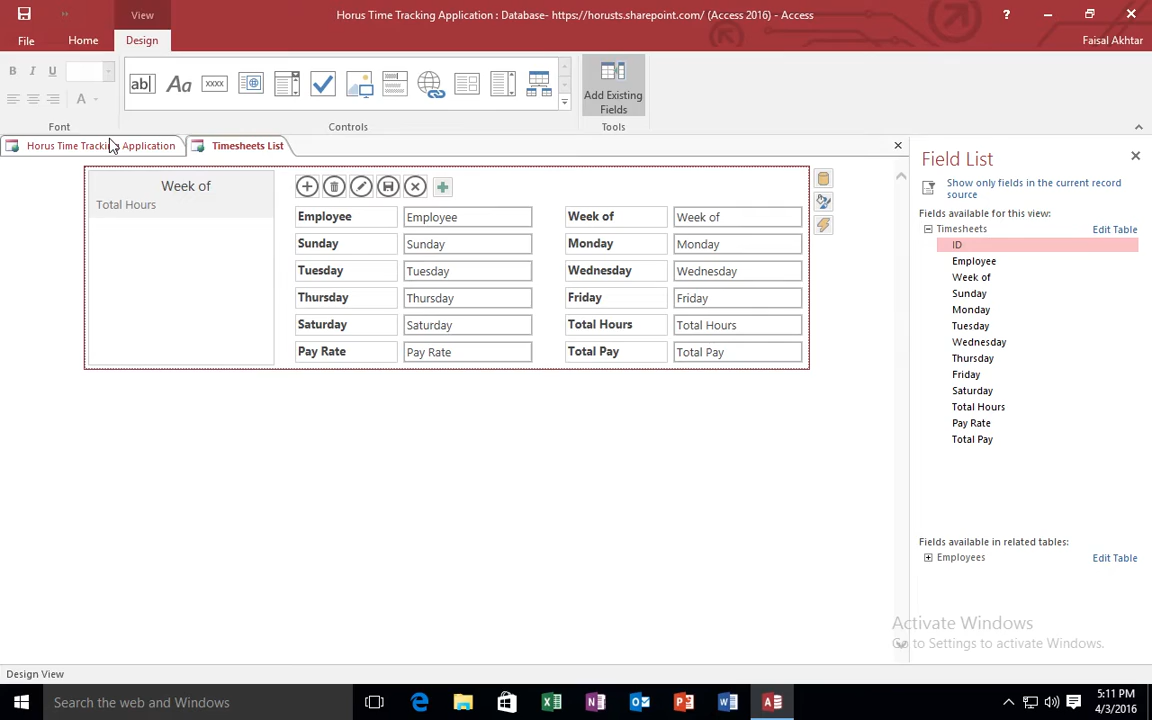 View
Horus Time Tracking Application : Database- https://horusts.sharepoint.com/ (Access 2016) - Access
?
File
Home
Design
Faisal Akhtar
B I U
A
Font
ab|
Aa
xxxx
Controls
Add Existing
Fields
Tools
Horus Time Tracking Application
Timesheets List
Week of
Total Hours
Employee
Employee
Week of
Week of
Sunday
Sunday
Monday
Monday
Tuesday
Tuesday
Wednesday
Wednesday
Thursday
Thursday
Friday
Friday
Saturday
Saturday
Total Hours
Total Hours
Pay Rate
Pay Rate
Total Pay
Total Pay
Field List
Show only fields in the current record
source
Fields available for this view:
Timesheets
Edit Table
ID
Employee
Week of
Sunday
Monday
Tuesday
Wednesday
Thursday
Friday
Saturday
Total Hours
Pay Rate
Total Pay
Fields available in related tables:
Employees
Edit Table
Activate Windows
Go to Settings to activate Windows.
Design View
Search the web and Windows
5:11 PM
4/3/2016